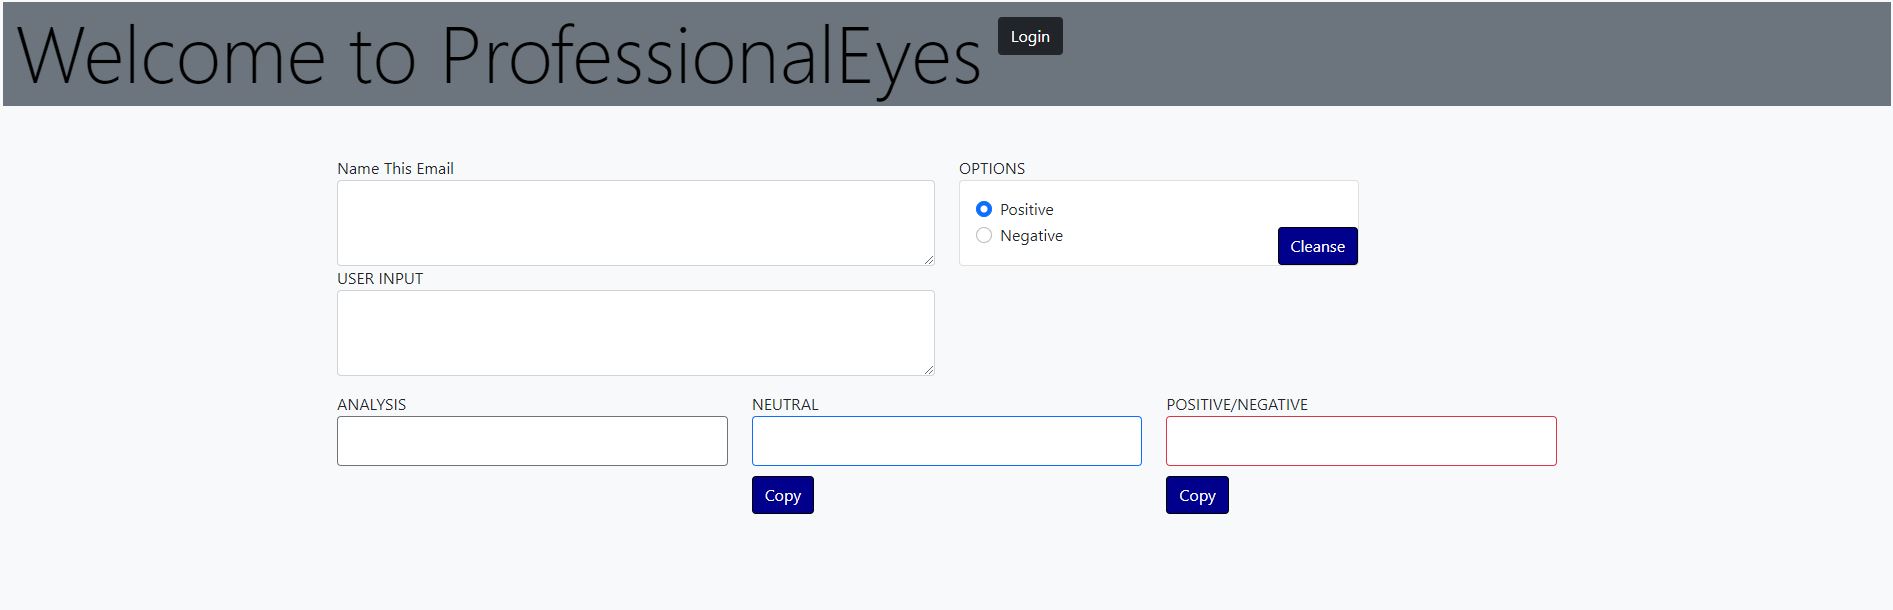 Welcome to ProfessionalEyes Login
Name This Email
OPTIONS
Positive
Negative
Cleanse
USER INPUT
ANALYSIS
NEUTRAL
POSITIVE/NEGATIVE
Copy
Copy